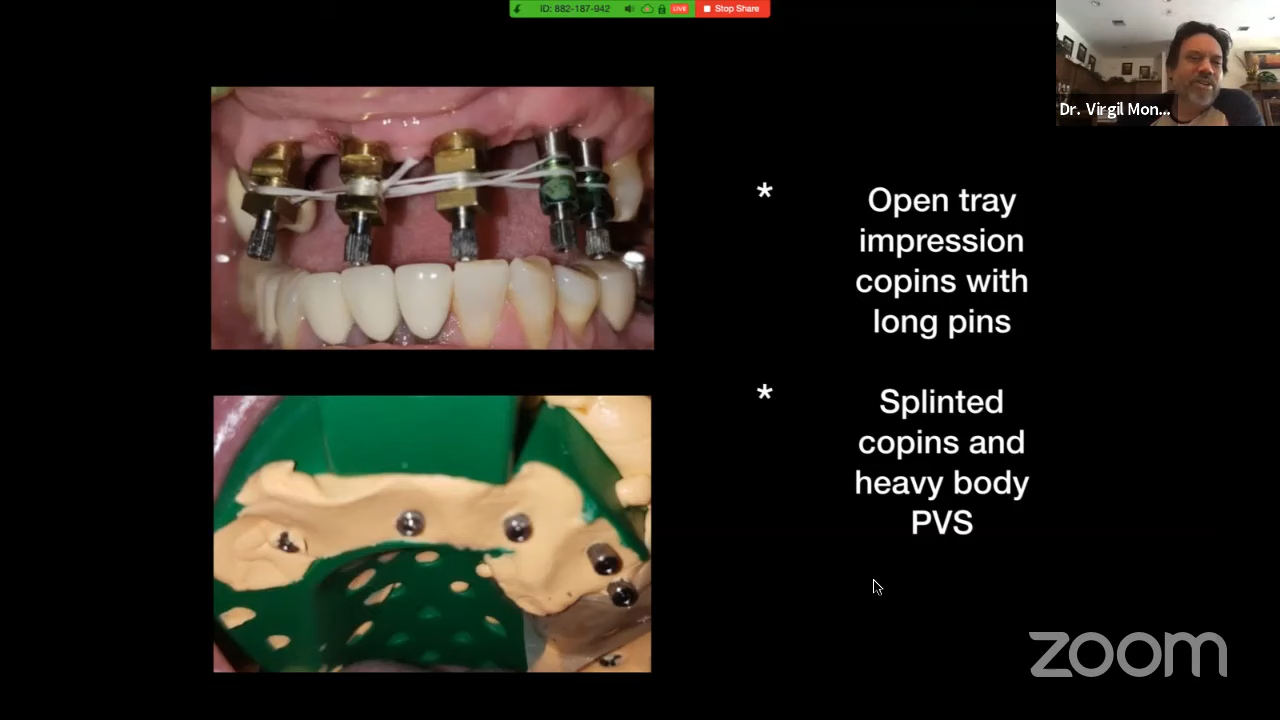 ID: 882-187-942 LIVE Stop Share
Dr. Virgil Mon...
* Open tray
impression
copins with
long pins
* Splinted
copins and
heavy body
PVS
zoom